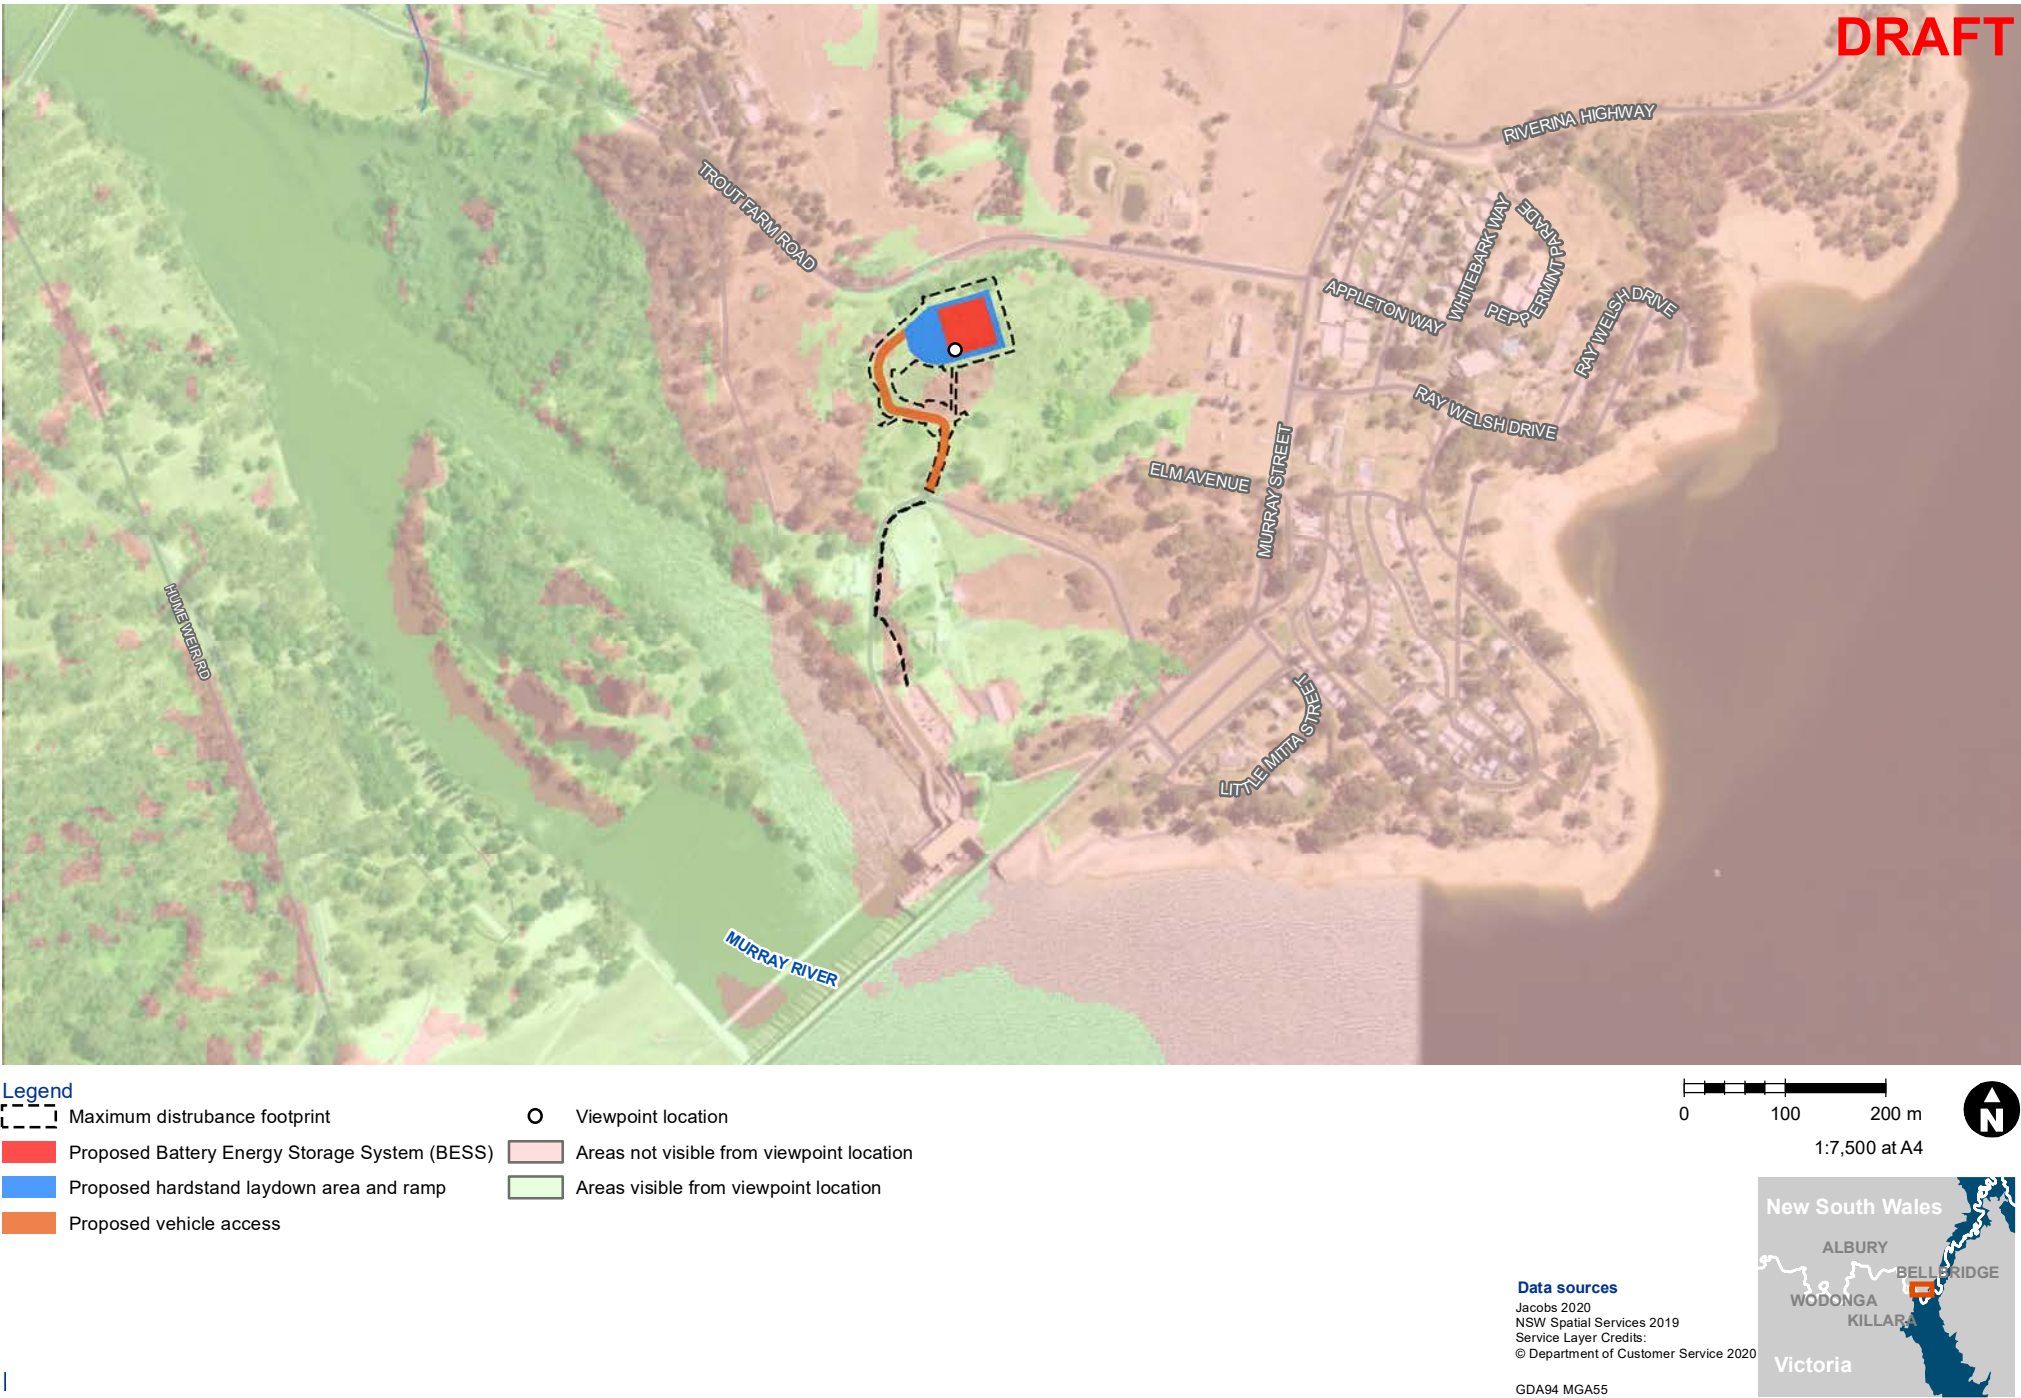 DRAFT
RIVERINA HIGHWAY
TROUT FARM ROAD
WHITEBARK WAY
PEPPERMINT PARADE
APPLETON WAY
RAY WELSH DRIVE
RAY WELSH DRIVE
ELM AVENUE
MURRAY STREET
HUME WEIR RD
LITTLE MITTA STREET
MURRAY RIVER
Legend
Maximum distrubance footprint
Proposed Battery Energy Storage System (BESS)
Proposed hardstand laydown area and ramp
Proposed vehicle access
Viewpoint location
Areas not visible from viewpoint location
Areas visible from viewpoint location
0 100 200 m
1:7,500 at A4
N
New South Wales
ALBURY
BELLBRIDGE
WODONGA
KILLARA
Victoria
Data sources
Jacobs 2020
NSW Spatial Services 2019
Service Layer Credits:
© Department of Customer Service 2020
GDA94 MGA55